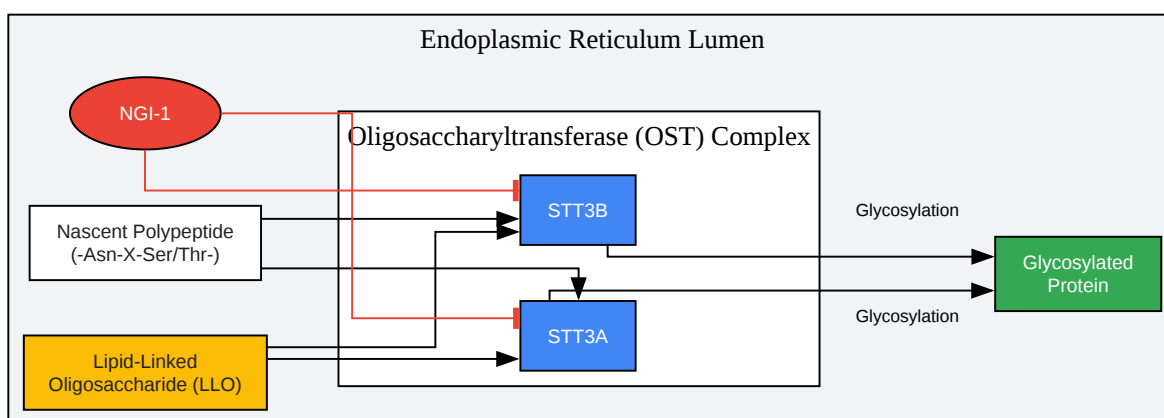 Endoplasmic Reticulum Lumen
NGI-1
Oligosaccharyltransferase (OST) Complex
STT3B
Nascent Polypeptide
(-Asn-X-Ser/Thr-)
Glycosylation
Glycosylated
Protein
STT3A
Glycosylation
Lipid-Linked
Oligosaccharide (LLO)